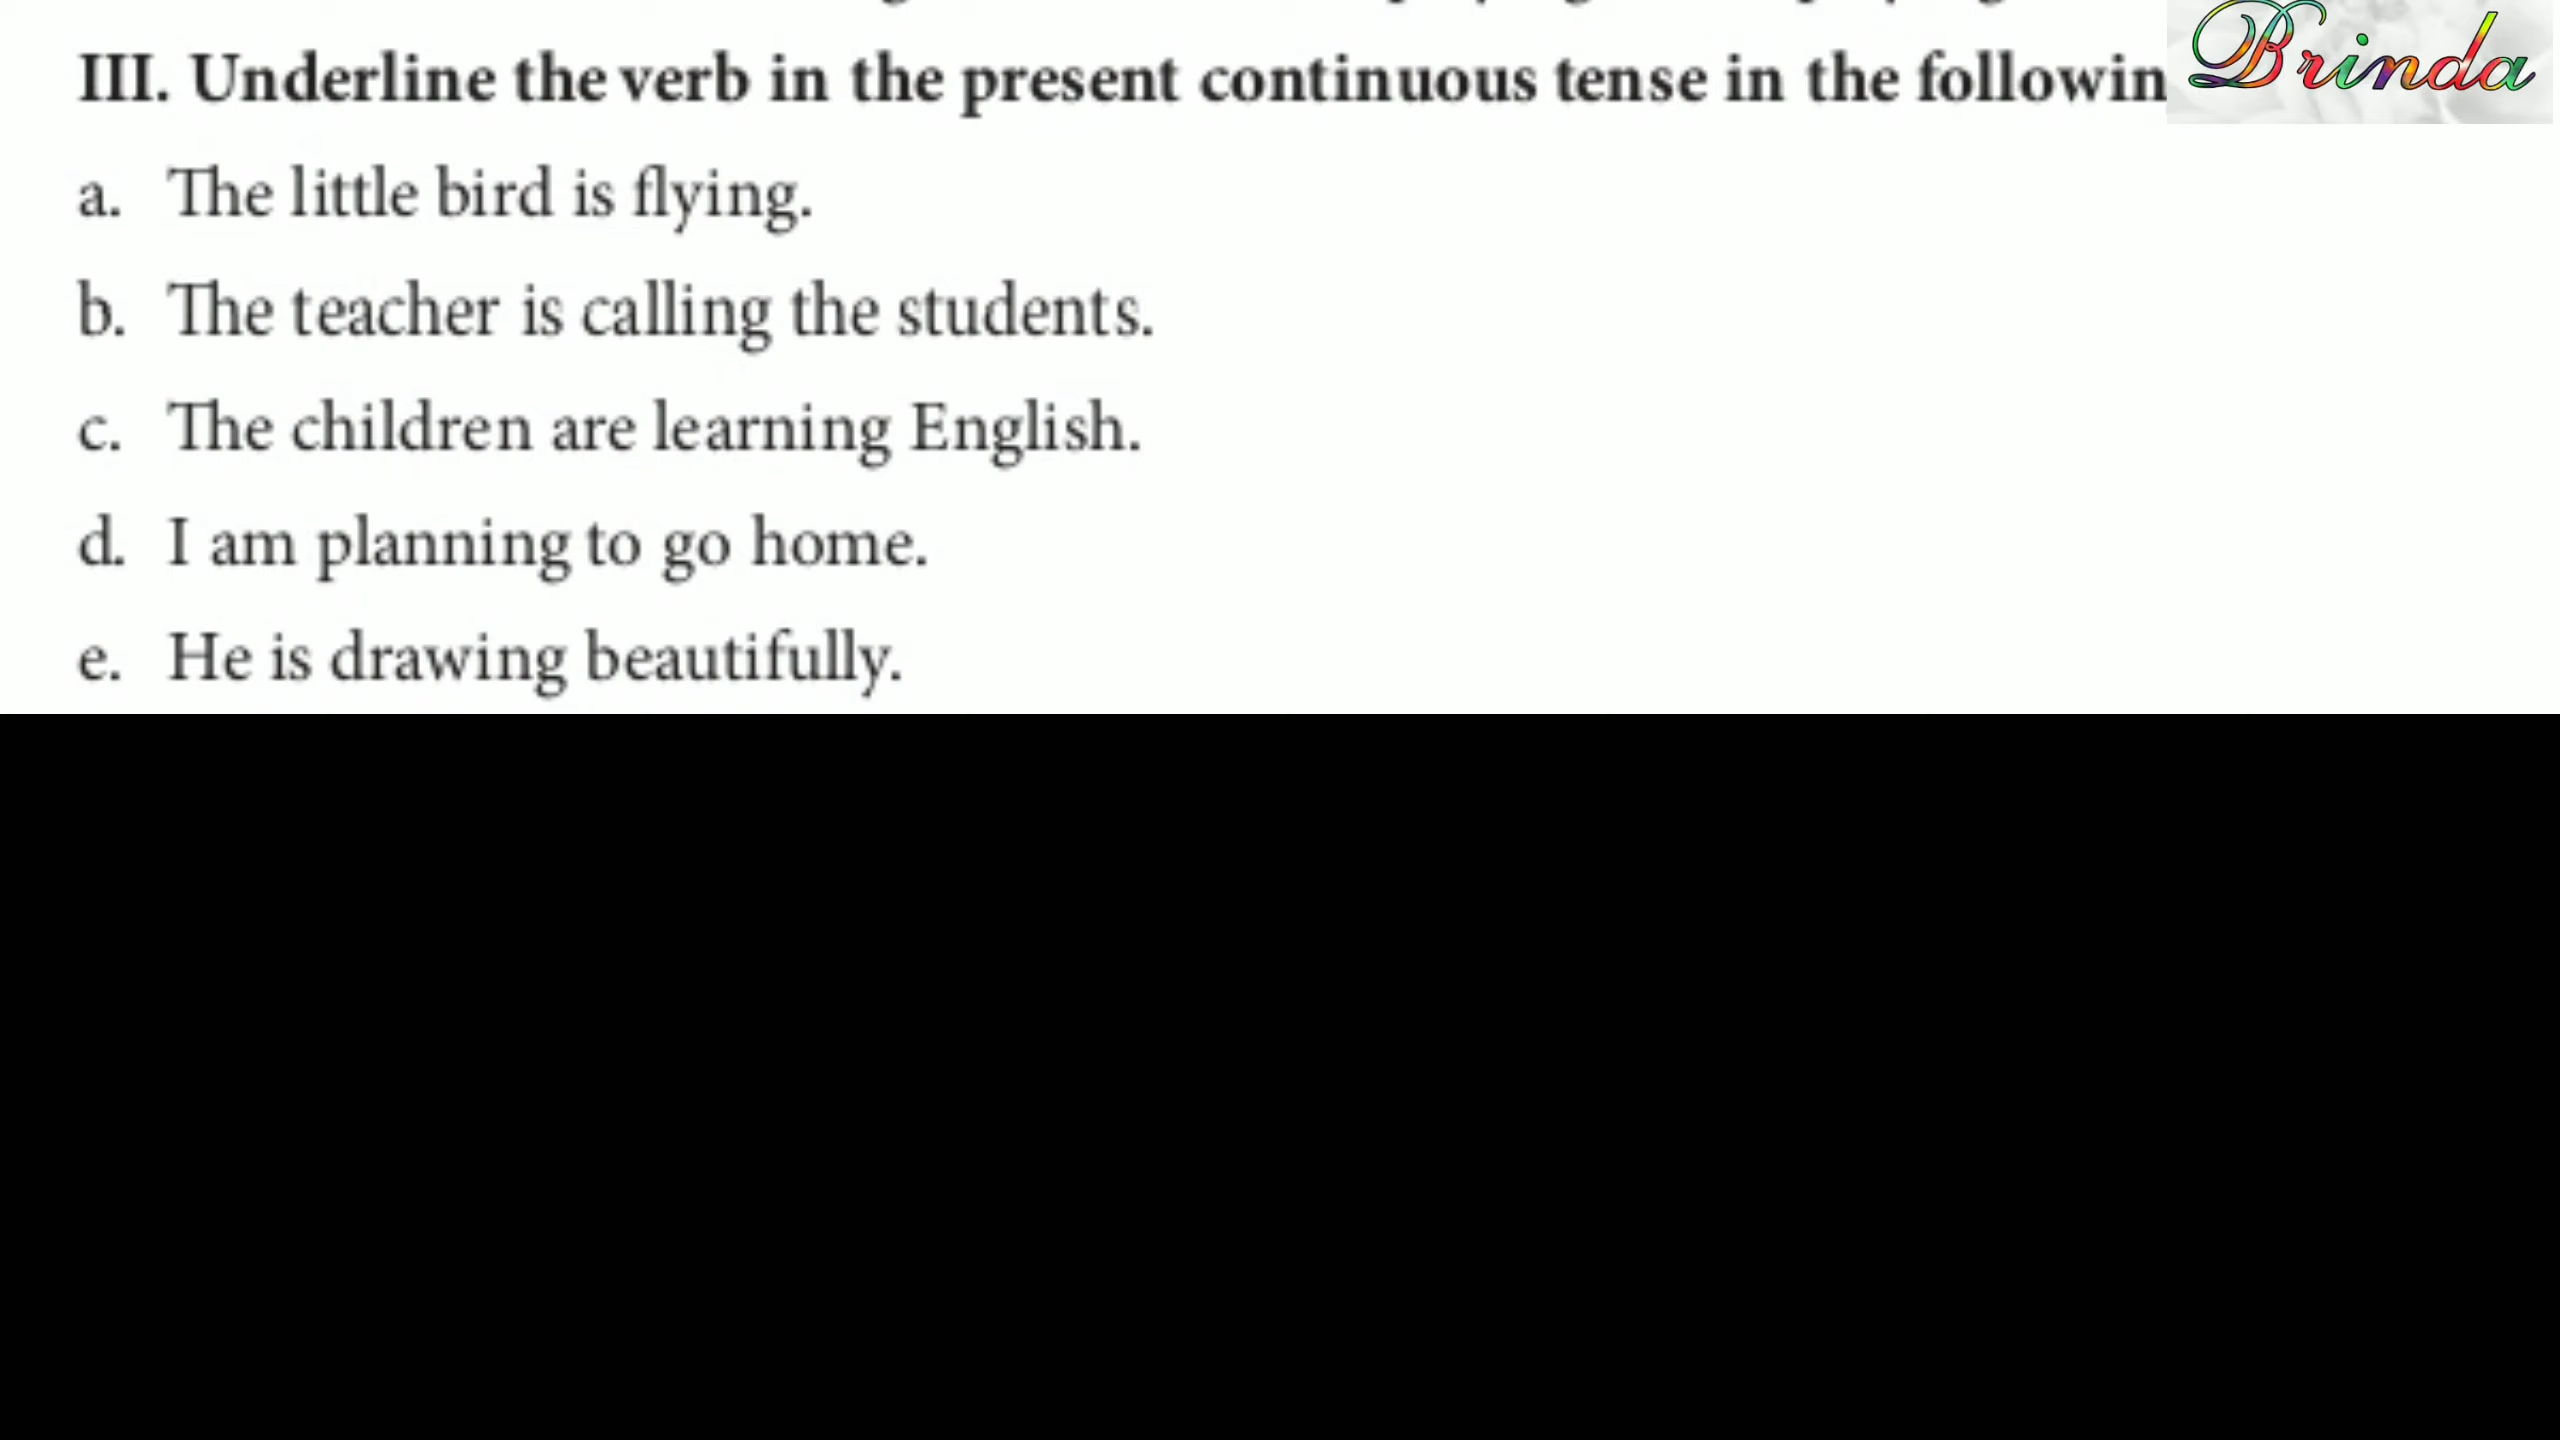 III. Underline the verb in the present continuous tense in the followin
Brinda
a. The little bird is flying.
b. The teacher is calling the students.
c. The children are learning English.
d. I am planning to go home.
e. He is drawing beautifully.